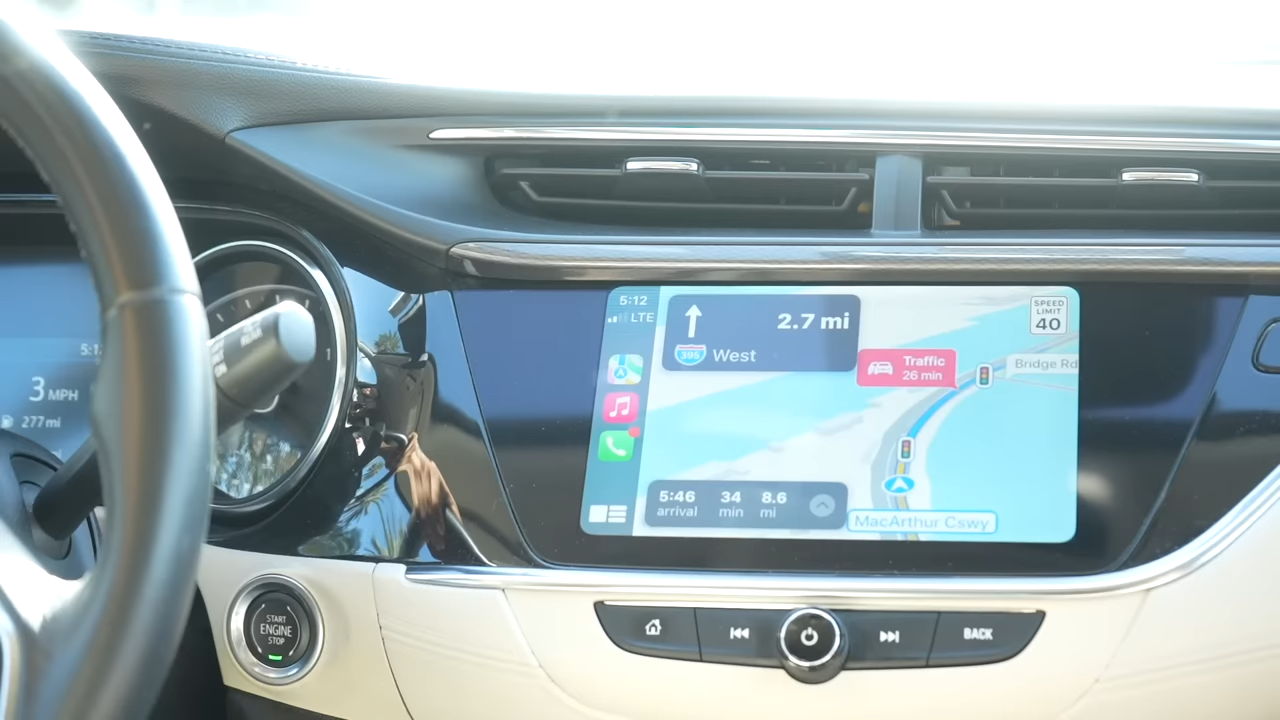 5:12
LTE
2.7 mi
395
West
Traffic
26 min
SPEED
LIMIT
40
Bridge Rd
3 MPH
277 mi
5:46
arrival
34
min
8.6
mi
MacArthur Cswy
START
ENGINE
STOP
BACK